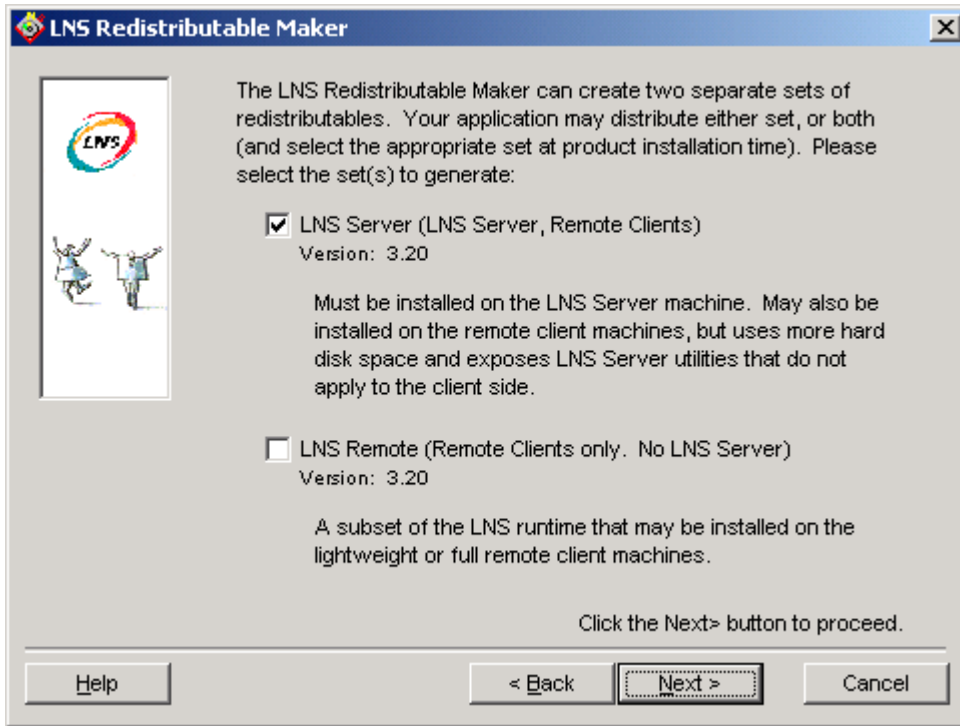 LNS Redistributable Maker
LNS
The LNS Redistributable Maker can create two separate sets of
redistributables. Your application may distribute either set, or both
(and select the appropriate set at product installation time). Please
select the set(s) to generate:
LNS Server (LNS Server, Remote Clients)
Version: 3.20
Must be installed on the LNS Server machine. May also be
installed on the remote client machines, but uses more hard
disk space and exposes LNS Server utilities that do not
apply to the client side.
LNS Remote (Remote Clients only. No LNS Server)
Version: 3.20
A subset of the LNS runtime that may be installed on the
lightweight or full remote client machines.
Click the Next> button to proceed.
Help
< Back
Next >
Cancel